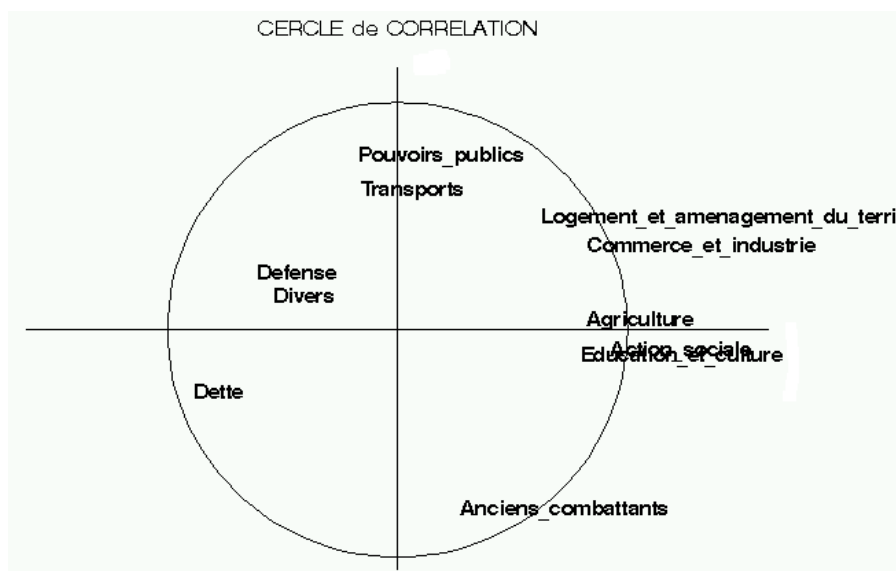 CERCLE de CORRELATION
Pouvoirs_publics
Transports
Logement_et_amenagement_du_terri
Commerce_et_industrie
Defense
Divers
Agriculture
Action_sociale
Education_et_culture
Dette
Anciens_combattants